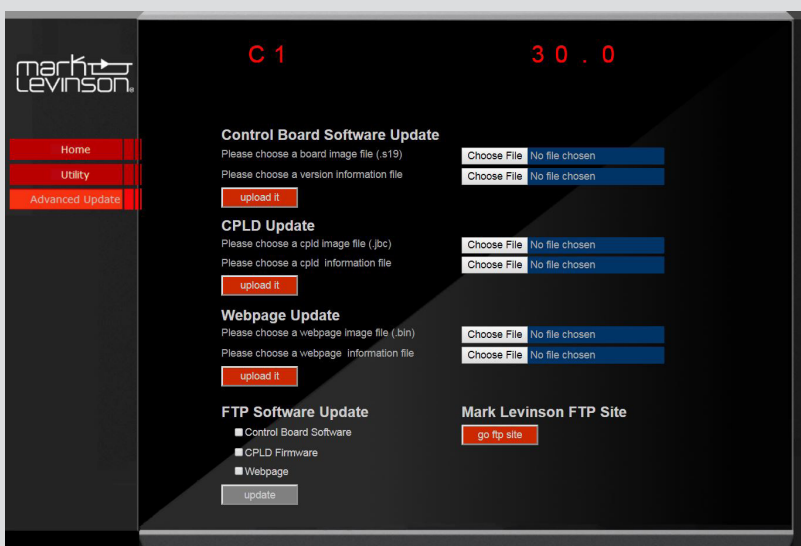 mark
Levinson®
C1 30.0
Home
Utility
Advanced Update
Control Board Software Update
Please choose a board image file (.s19) Choose File No file chosen
Please choose a version information file Choose File No file chosen
upload it
CPLD Update
Please choose a cpld image file (.jbc) Choose File No file chosen
Please choose a cpld information file Choose File No file chosen
upload it
Webpage Update
Please choose a webpage image file (.bin) Choose File No file chosen
Please choose a webpage information file Choose File No file chosen
upload it
FTP Software Update Mark Levinson FTP Site
Control Board Software go ftp site
CPLD Firmware
Webpage
update